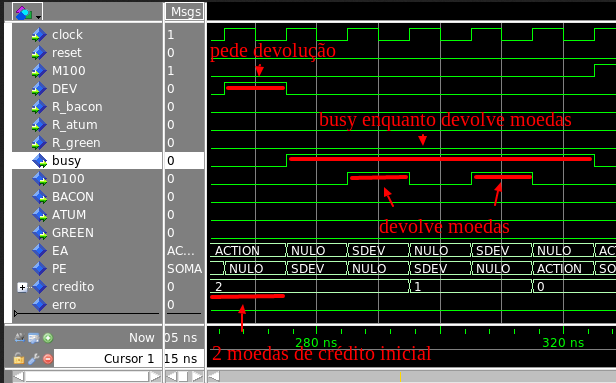 Msgs
clock 1
reset 0
M100 1
DEV 0
R_bacon 0
R_atum 0
R_green 0
busy 0
D100 0
BACON 0
ATUM 0
GREEN 0
EA AC...
PE SOMA
credito 0
erro 0
pede devolução
busy enquanto devolve moedas
devolve moedas
ACTION NULO SDEV NULO SDEV NULO
NULO SDEV NULO SDEV NULO ACTION SO
2 1 0
Now 05 ns
280 ns 320 ns
Cursor 1 15 ns
2 moedas de crédito inicial